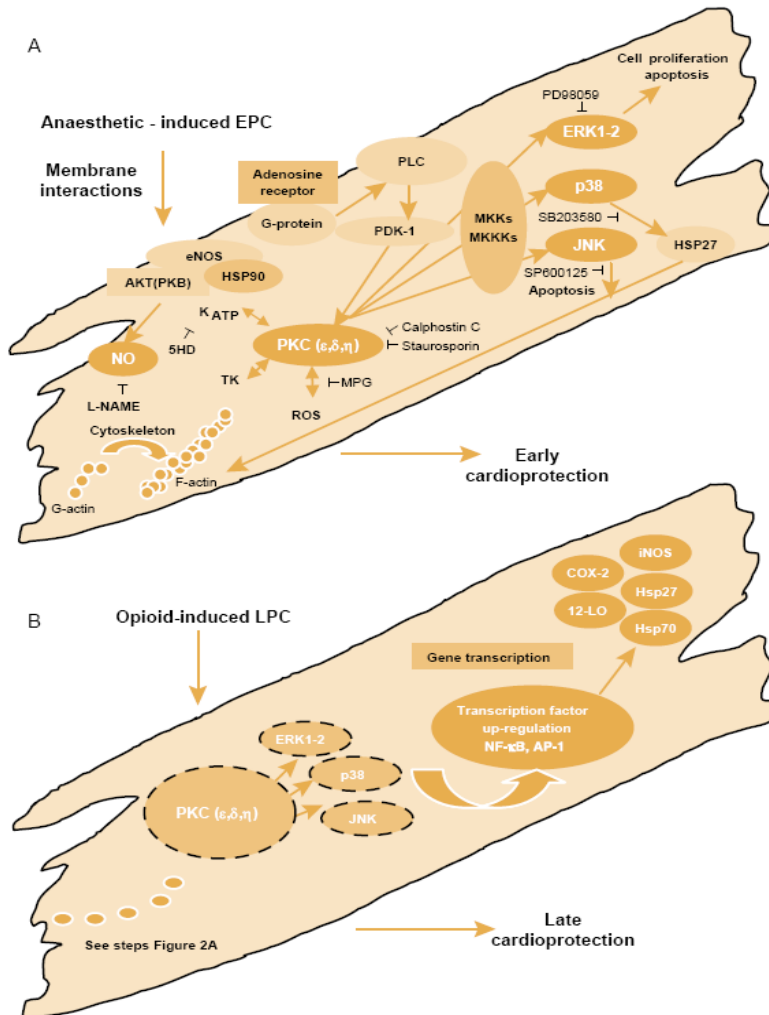 A
Cell proliferation
apoptosis
PD98059
Anaesthetic - induced EPC
ERK1-2
PLC
Membrane
interactions
Adenosine
receptor
p38
G-protein
MKKs
MKKKs
SB203580
PDK-1
JNK
HSP27
eNOS
AKT(PKB)
HSP90
SP600125
Apoptosis
K ATP
Calphostin C
5HD
PKC (ε,δ,η)
Staurosporin
NO
TK
MPG
L-NAME
ROS
Cytoskeleton
Early
cardioprotection
F-actin
G-actin
iNOS
COX-2
Hsp27
B
Opioid-induced LPC
12-LO
Hsp70
Gene transcription
Transcription factor
up-regulation
NF-κB, AP-1
ERK1-2
p38
PKC (ε,δ,η)
JNK
Late
cardioprotection
See steps Figure 2A